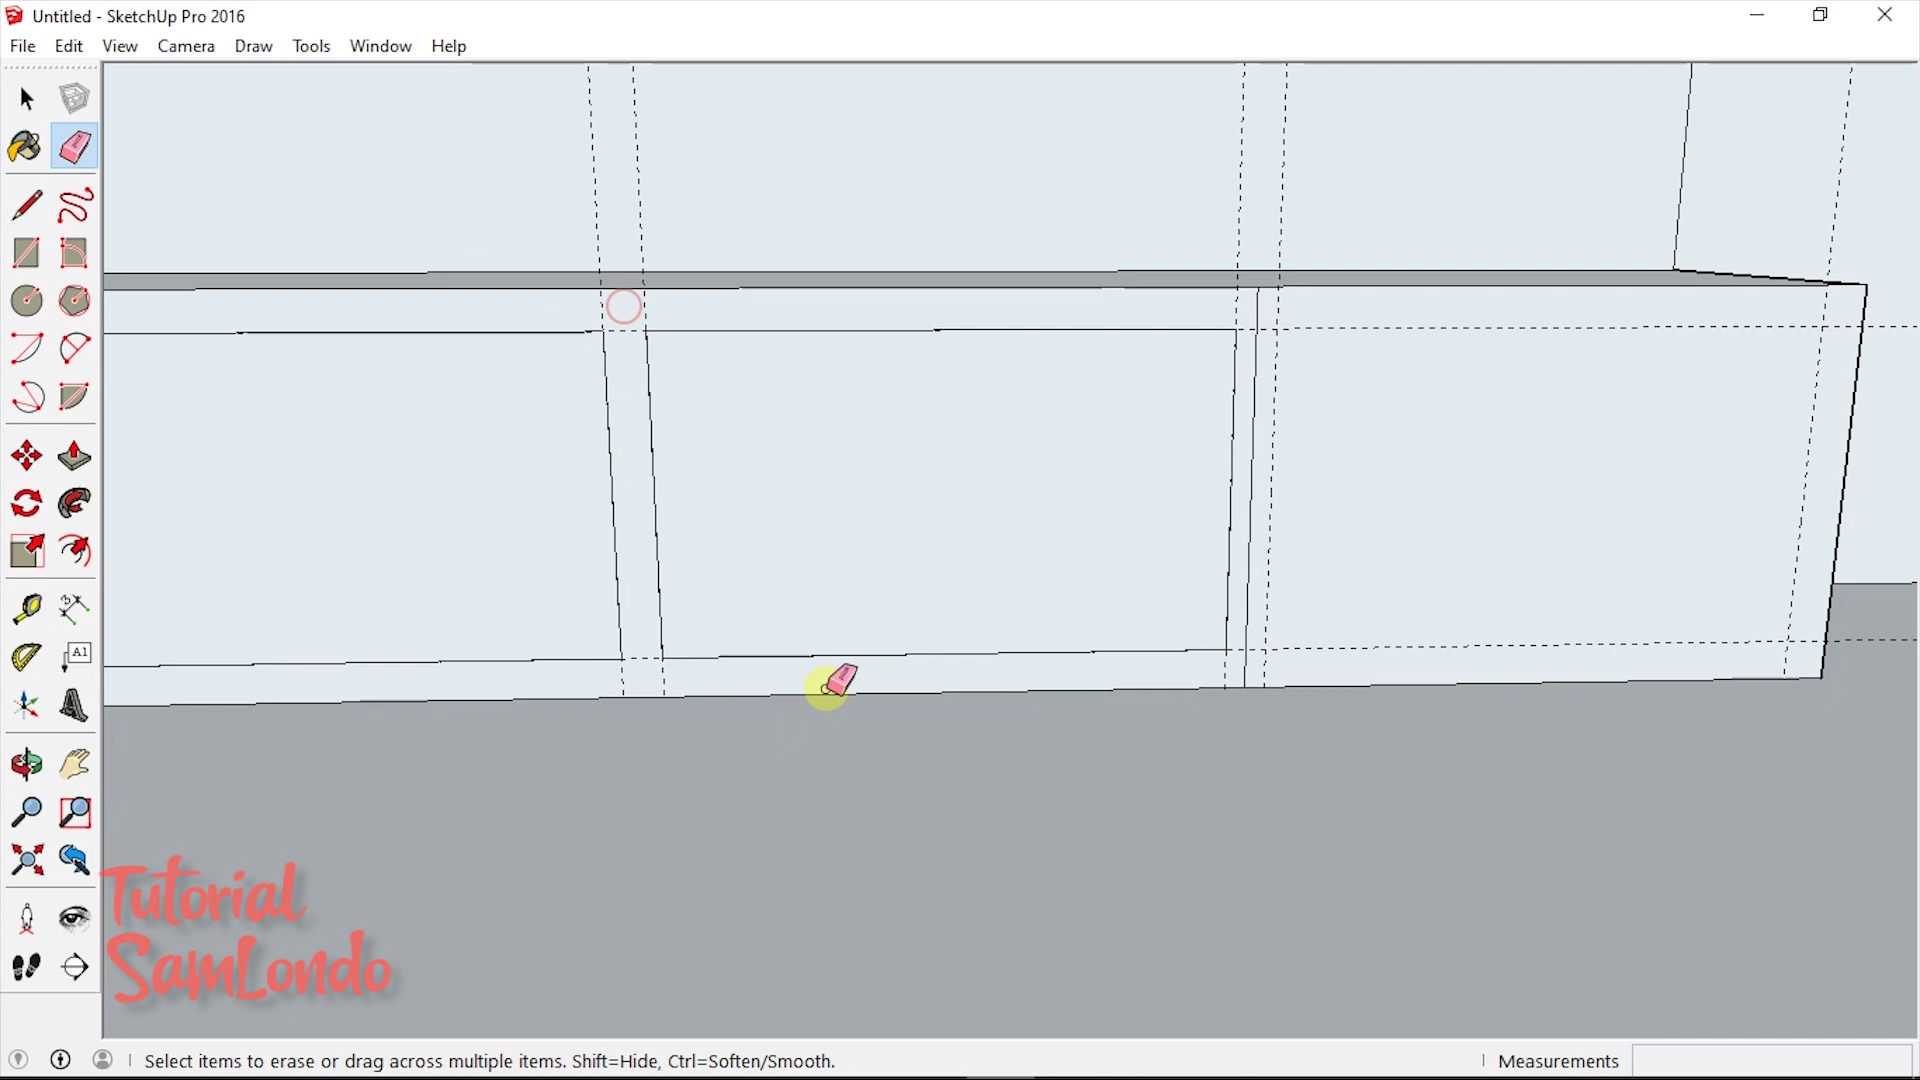 Untitled - SketchUp Pro 2016
File Edit View Camera Draw Tools Window Help
A1
Tutorial
SamLondo
Select items to erase or drag across multiple items. Shift=Hide, Ctrl=Soften/Smooth.
Measurements